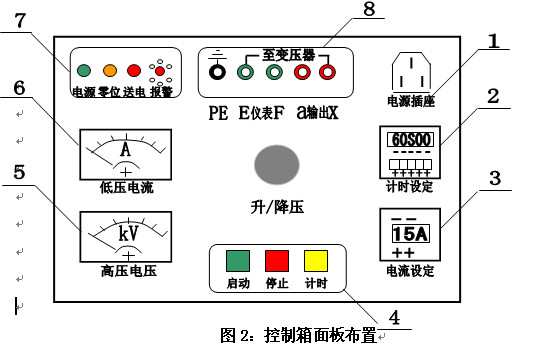 7
8
至变压器
1
电源 零位 送电 报警
电源插座
PE E仪表F a输出X
6
2
A
60S00
低压电流
计时设定
5
3
升/降压
kV
15A
高压电压
电流设定
启动 停止 计时
4
图 2：控制箱面板布置